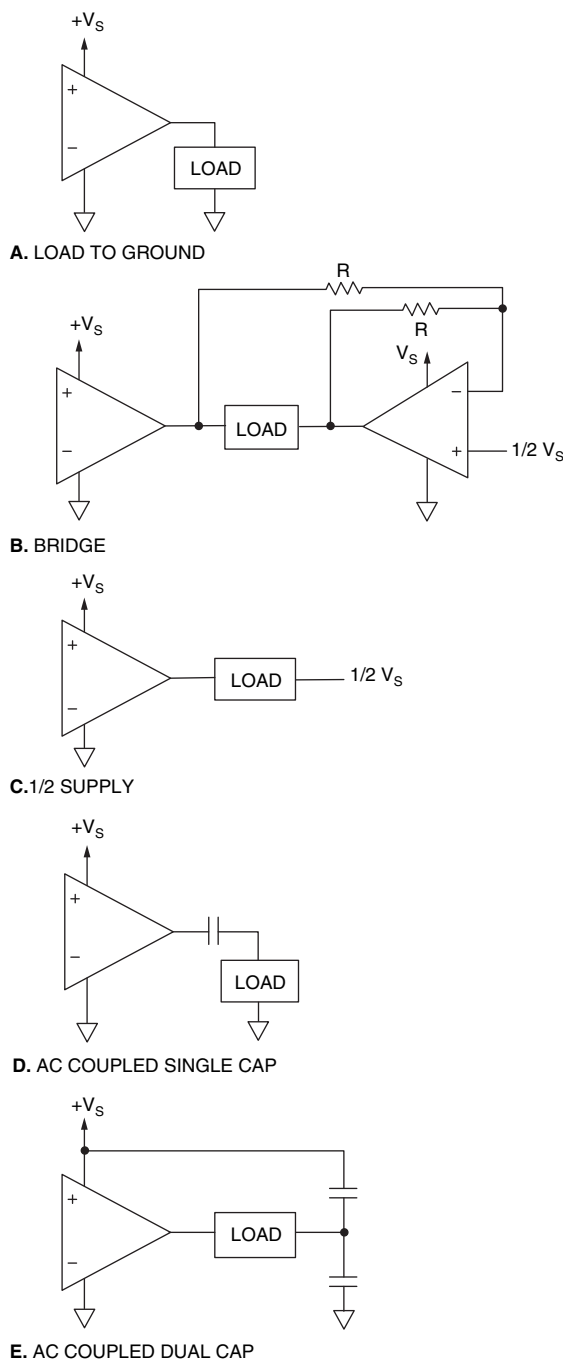 +VS
+
−
LOAD
A. LOAD TO GROUND
R
R
+VS
VS
+
−
LOAD
−
+
1/2 VS
B. BRIDGE
+VS
+
−
LOAD
1/2 VS
C.1/2 SUPPLY
+VS
+
−
LOAD
D. AC COUPLED SINGLE CAP
+VS
+
−
LOAD
E. AC COUPLED DUAL CAP